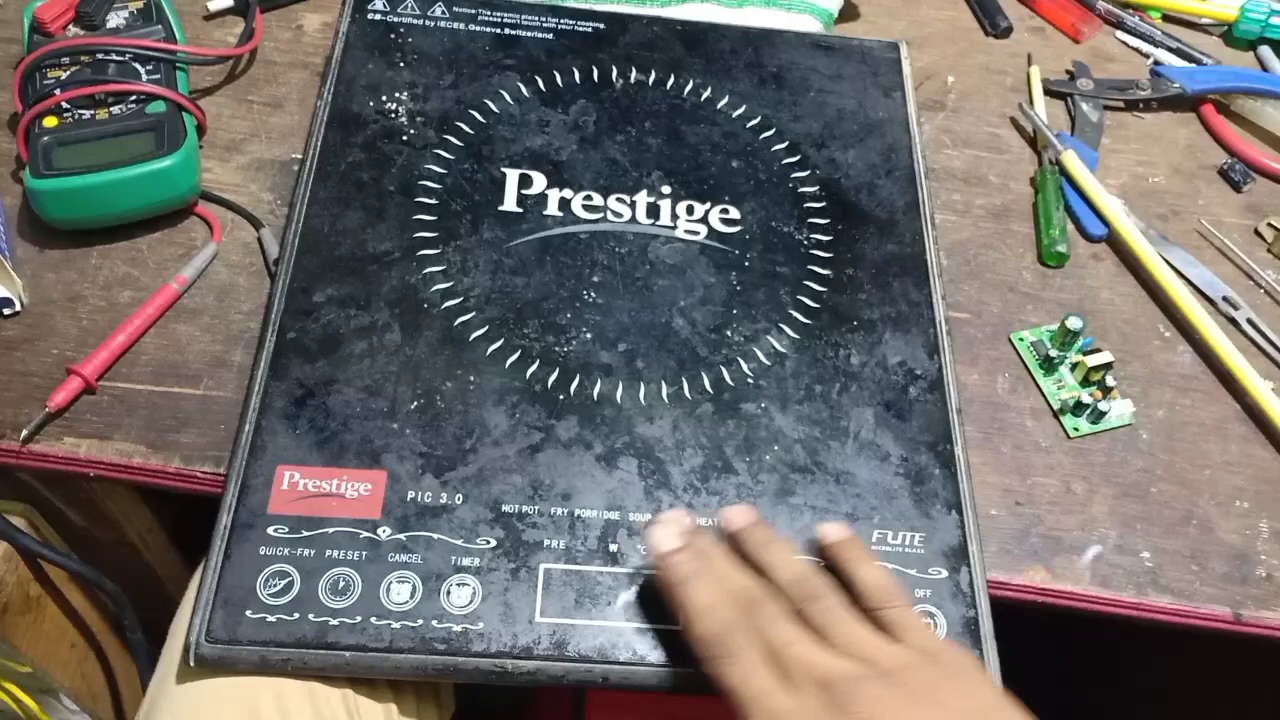 Notice:The ceramic plate is hot after cooking,
please don't touch with your hand.
CB-Certified by IECEE,Geneva,Switzerland.
Prestige
Prestige
PIC 3.0
HOT POT FRY PORRIDGE SOUP HEAT
PRE W °C
FUTE
MICROLITE GLASS
QUICK-FRY PRESET CANCEL TIMER
OFF